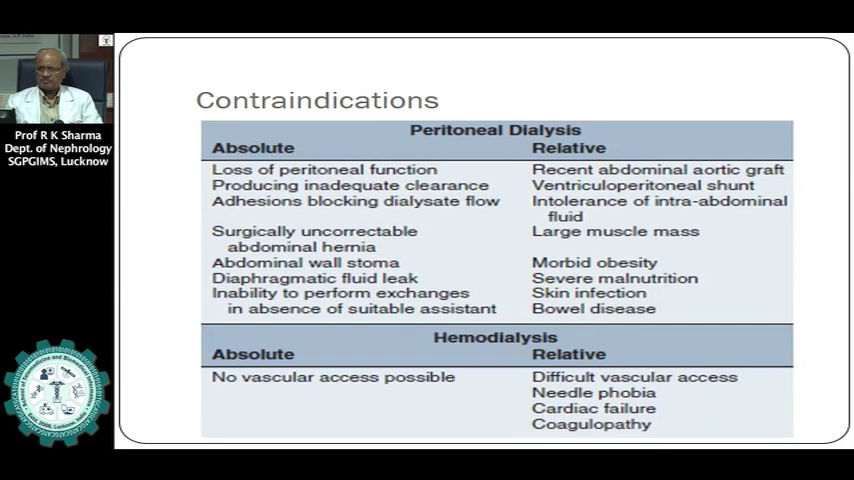 Prof R K Sharma
Dept. of Nephrology
SGPGIMS, Lucknow
Contraindications
Peritoneal Dialysis
Absolute Relative
Loss of peritoneal function Recent abdominal aortic graft
Producing inadequate clearance Ventriculoperitoneal shunt
Adhesions blocking dialysate flow Intolerance of intra-abdominal
fluid
Surgically uncorrectable Large muscle mass
abdominal hernia
Abdominal wall stoma Morbid obesity
Diaphragmatic fluid leak Severe malnutrition
Inability to perform exchanges Skin infection
in absence of suitable assistant Bowel disease
Hemodialysis
Absolute Relative
No vascular access possible Difficult vascular access
Needle phobia
Cardiac failure
Coagulopathy